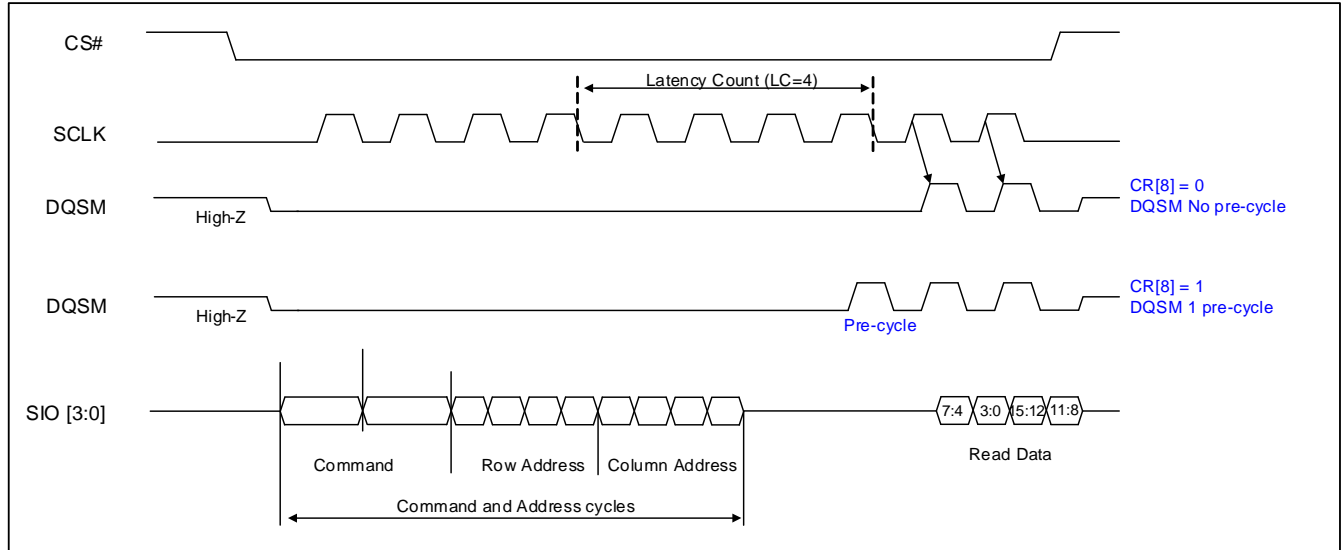 CS#
Latency Count (LC=4)
SCLK
DQSM
High-Z
CR[8] = 0
DQSM No pre-cycle
DQSM
High-Z
Pre-cycle
CR[8] = 1
DQSM 1 pre-cycle
SIO [3:0]
7:4 3:0 15:12 11:8
Command Row Address Column Address
Read Data
Command and Address cycles